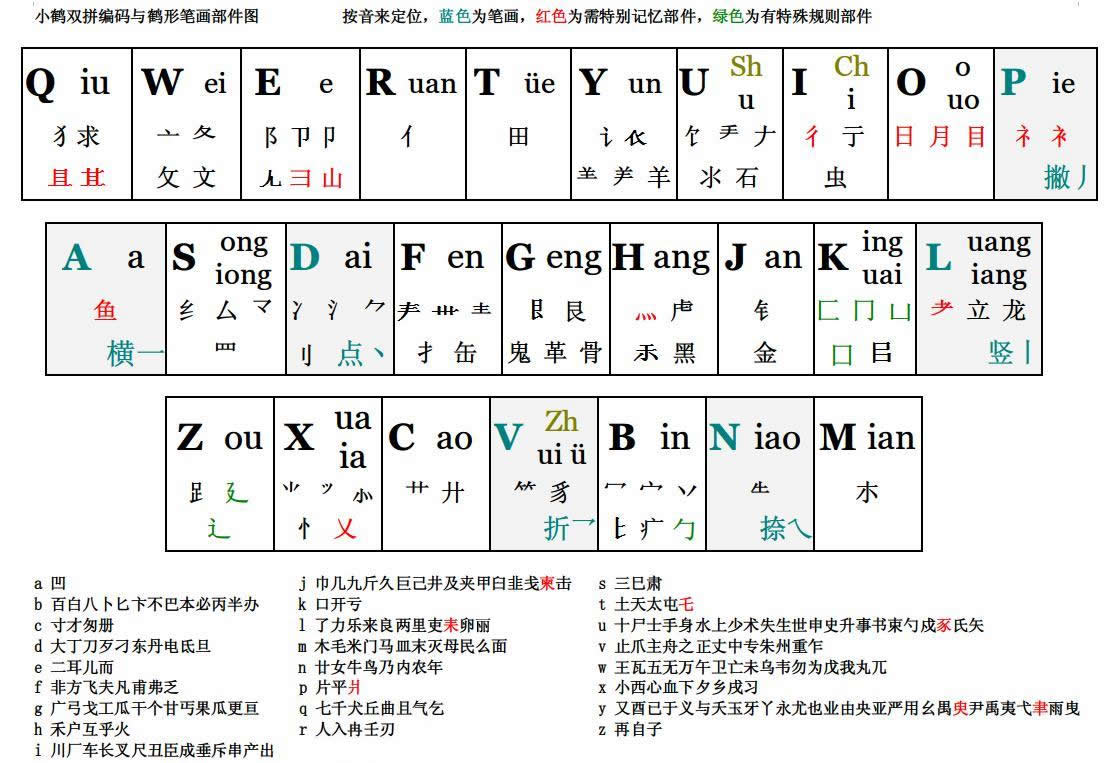 小鹤双拼编码与鹤形笔画部件图 按音来定位，蓝色为笔画，红色为需特别记忆部件，绿色为有特殊规则部件
Q iu W ei E e R uan T üe Y un U Sh u I Ch i O o uo P ie
犭求 亠夂 阝卩卩 亻 田 讠 饣龵𠂇 彳亍 日月目 礻衤
且 攵文 彐山 羊 氺石 虫 撇丿
A a S ong iong D ai F en G eng H ang J an K ing uai L uang iang
鱼 纟厶龴 冫氵⺈ 龶 艮 灬虍 钅 匚冂凵 耂立龙
横一 罒 刂 点丶 扌缶 鬼革骨 黑 金 囗 竖丨
Z ou X ua ia C ao V Zh ui ü B in N iao M ian
廴 艹廾 豸 冖宀丷 木
辶 忄乂 折乛 疒勹 捺乀
a 凹
b 百白八卜匕卞不巴本必丙半办
c 寸才匆册
d 大丁刀歹刁东丹电氐旦
e 二耳儿而
f 非方飞夫凡甫弗乏
g 广弓戈工瓜干个甘丐果瓜更亘
h 禾户互乎火
i 川厂车长叉尺丑臣成垂斥串产出
j 巾几九斤久巨己井及夹甲臼韭戋柬击
k 口开亏
l 了力乐来良两里吏耒卵丽
m 木毛米门马皿末灭母民么面
n 廿女牛鸟乃内农年
p 片平爿
q 七千犬丘曲且气乞
r 人入冉壬刃
s 三巳肃
t 土天太屯乇
u 十尸士手身水上少术失生世申史升事书束勺戍豕氏矢
v 止爪主舟之正丈中专朱州重乍
w 王瓦五无万午卫亡未乌韦勿为戊我丸兀
x 小西心血下夕乡戌习
y 又酉已于义与夭玉牙丫永尤也业由央亚严用幺禺臾尹禹夷弋聿雨曳
z 再自子